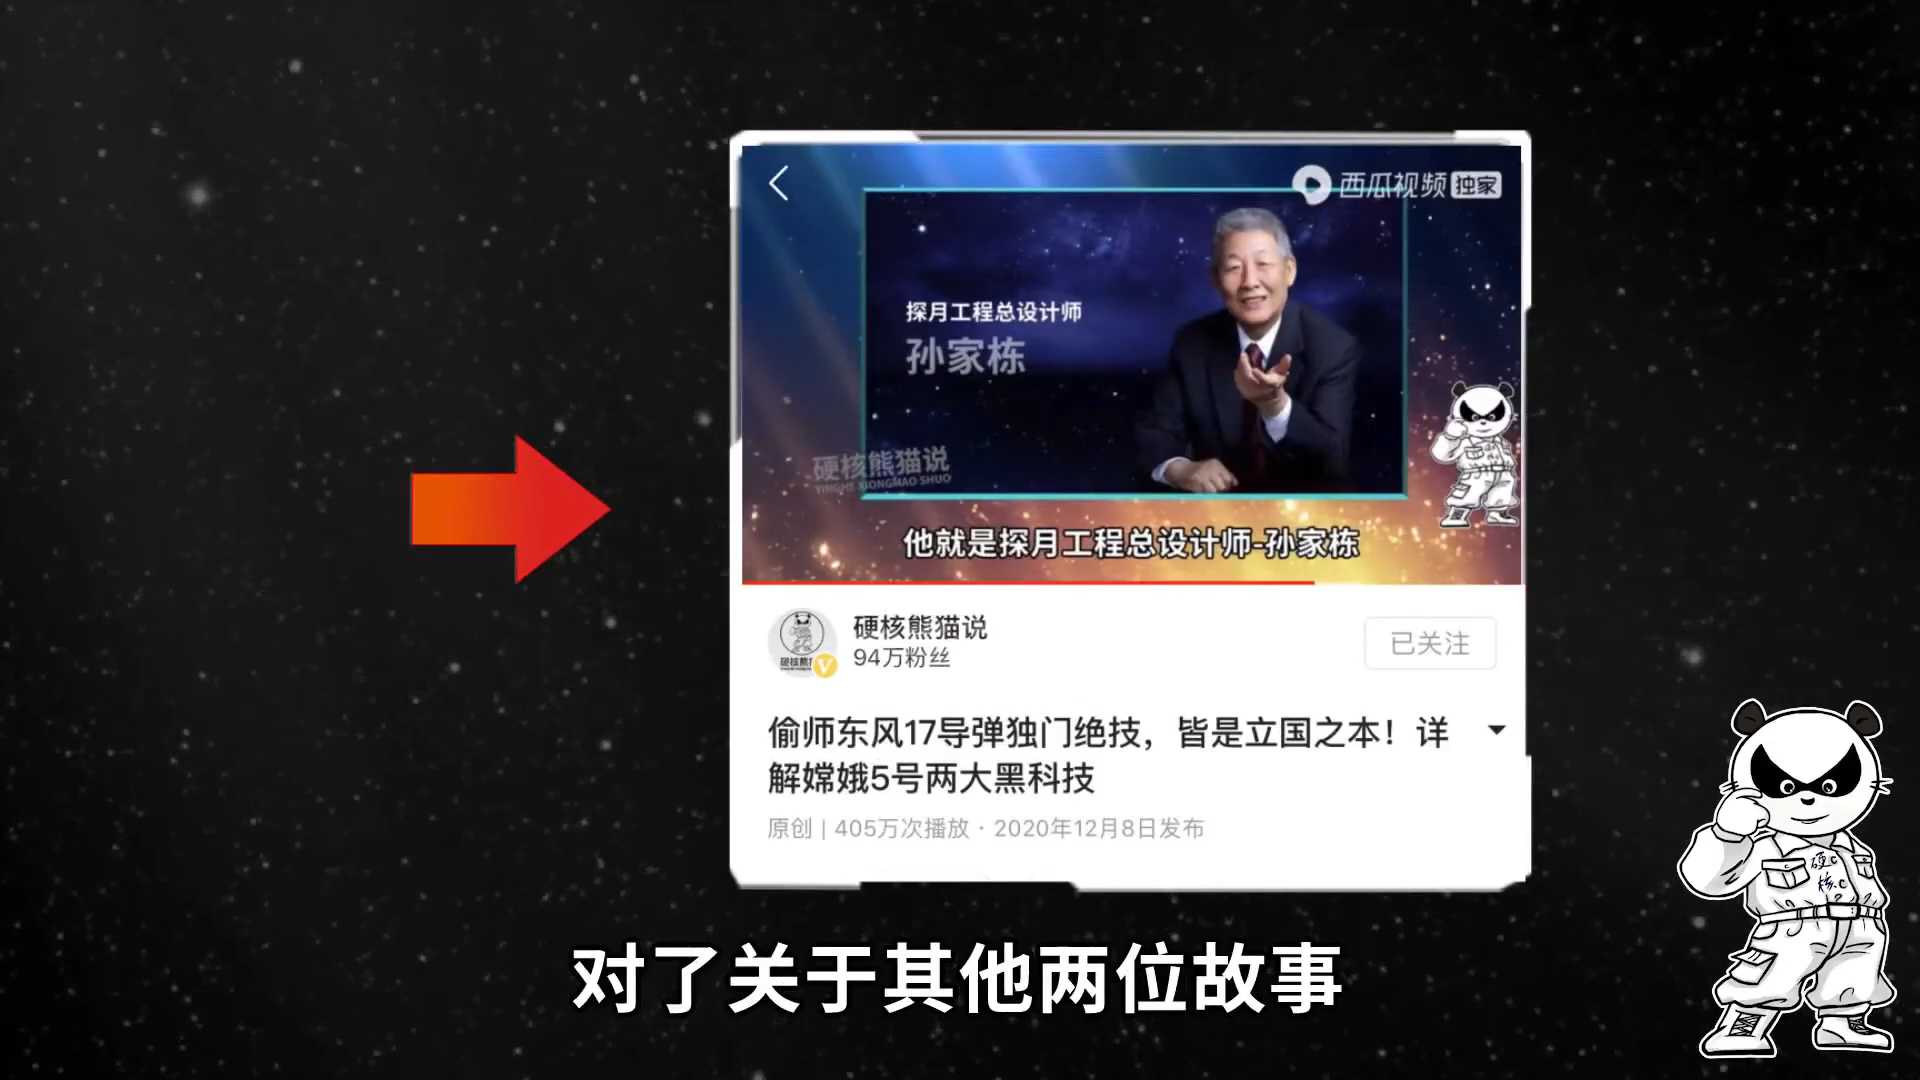 西瓜视频 独家
探月工程总设计师
孙家栋
硬核熊猫说
YINGHE XIONGMAO SHUO
他就是探月工程总设计师-孙家栋
硬核熊猫说
94万粉丝
已关注
偷师东风17导弹独门绝技，皆是立国之本！详
解嫦娥5号两大黑科技
原创 | 405万次播放 · 2020年12月8日发布
硬
核
对了关于其他两位故事